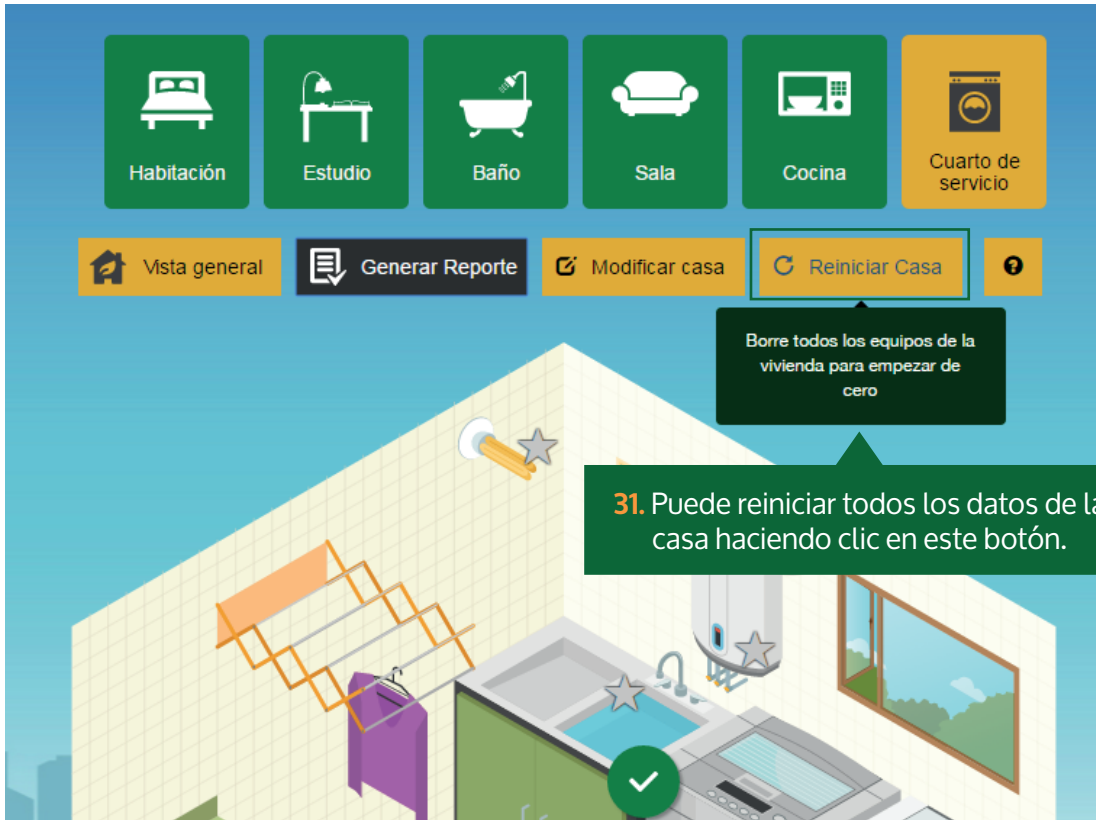 Habitación
Estudio
Baño
Sala
Cocina
Cuarto de
servicio
Vista general
Generar Reporte
Modificar casa
Reiniciar Casa
Borre todos los equipos de la
vivienda para empezar de
cero
31. Puede reiniciar todos los datos de la
casa haciendo clic en este botón.